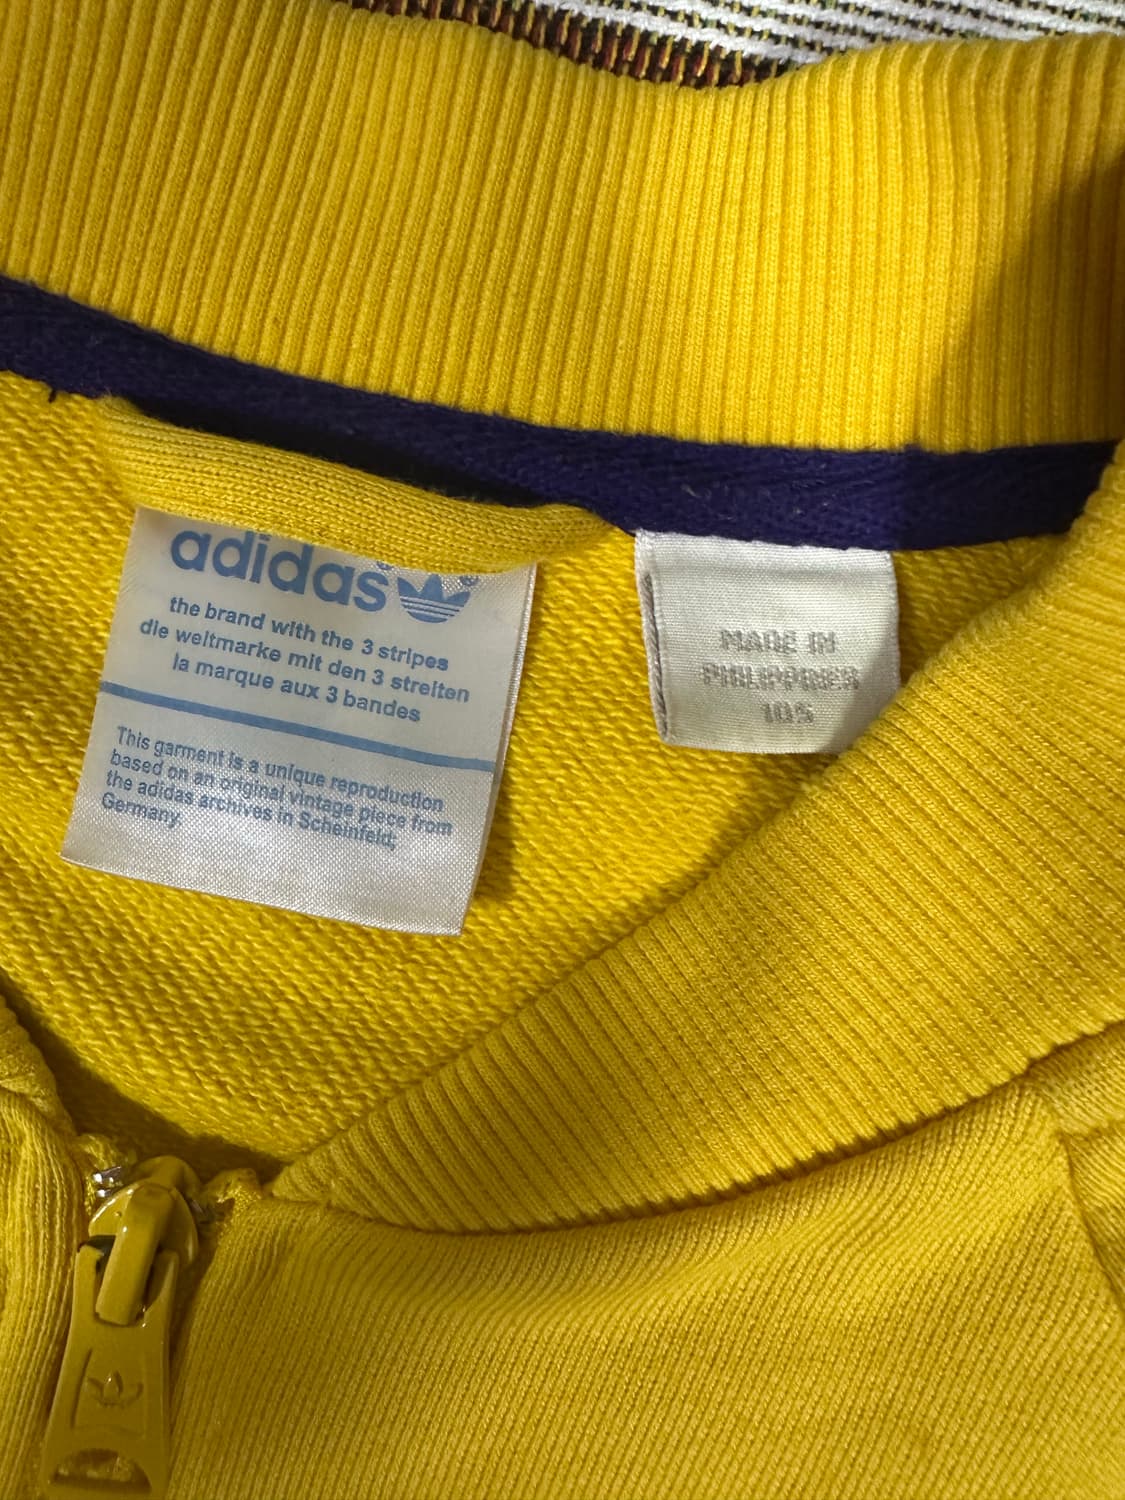 adidas
the brand with the 3 stripes
die weltmarke mit den 3 streiten
la marque aux 3 bandes
This garment is a unique reproduction
based on an original vintage piece from
the adidas archives in Scheinfeld,
Germany.
MADE IN
PHILIPPINES
105